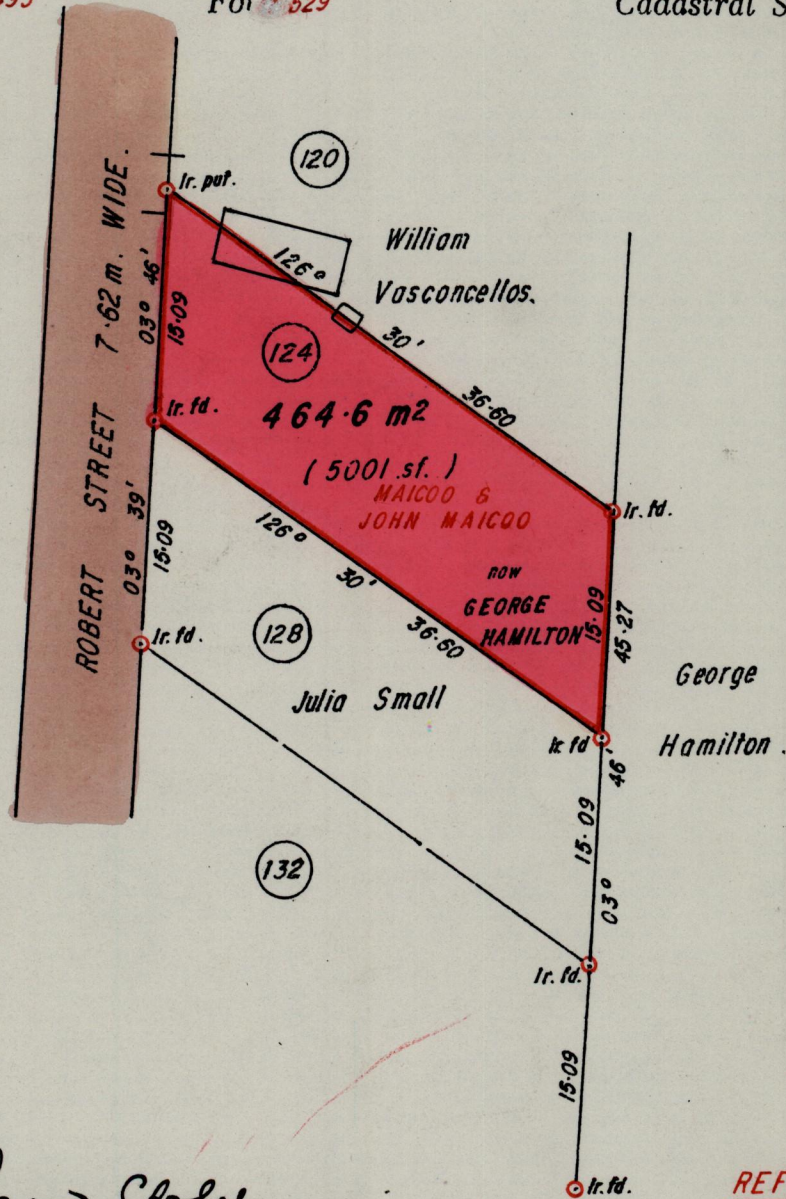 Fol 529
Cadastral S
ROBERT STREET 7·62 m. WIDE.
120
Ir. put.
William
Vasconcellos.
126° 30' 36·60
03° 46'
15·09
124
Ir. fd.
464·6 m²
(5001 sf.)
MAICOO &
JOHN MAICOO
Ir. fd.
now
GEORGE
HAMILTON
15·09
45·27
03° 39'
15·09
126° 30' 36·60
128
Ir. fd.
Julia Small
George
Hamilton.
Ir. fd
03° 46'
15·09
132
Ir. fd.
15·09
Ir. fd.
REF